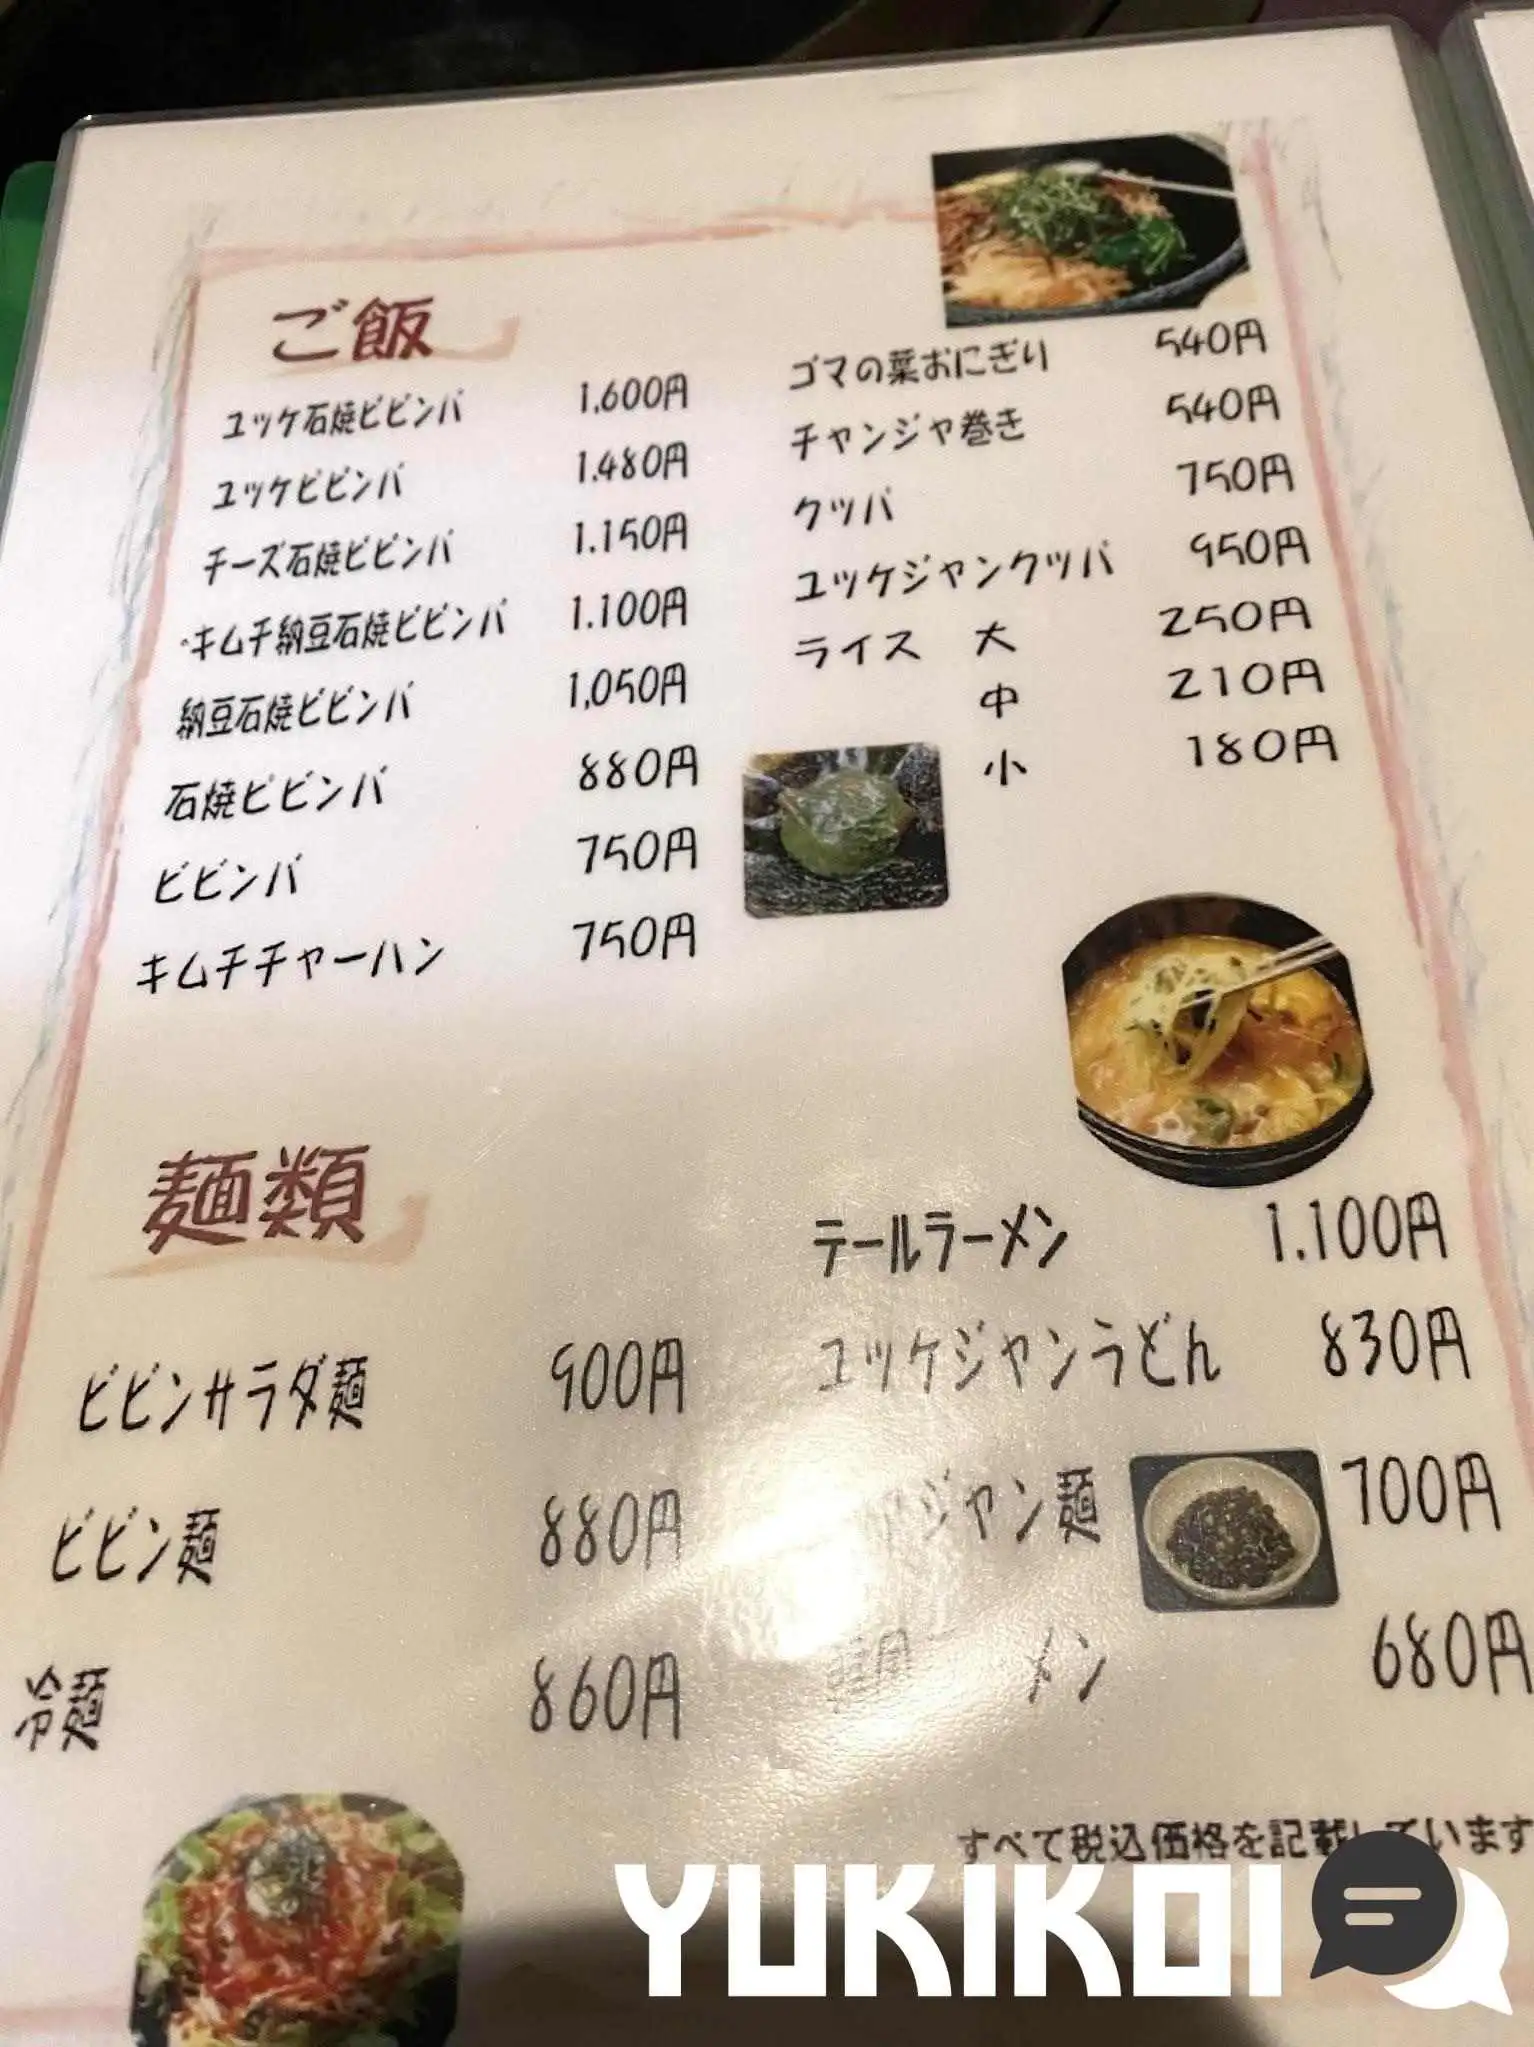 ご飯
ユッケ石焼ビビンバ 1,600円
ユッケビビンバ 1,480円
チーズ石焼ビビンバ 1.150円
キムチ納豆石焼ビビンバ 1.100円
納豆石焼ビビンバ 1,050円
石焼ビビンバ 880円
ビビンバ 750円
キムチチャーハン 750円
ゴマの葉おにぎり 540円
チャンジャ巻き 540円
クッパ 750円
ユッケジャンクッパ 950円
ライス 大 250円
中 210円
小 180円
麺類
ビビンサラダ麺 900円
ビビン麺 880円
冷麺 860円
テールラーメン 1.100円
ユッケジャンうどん 830円
ジャン麺 700円
メン 680円
すべて税込価格を記載しています
YUKIKOI